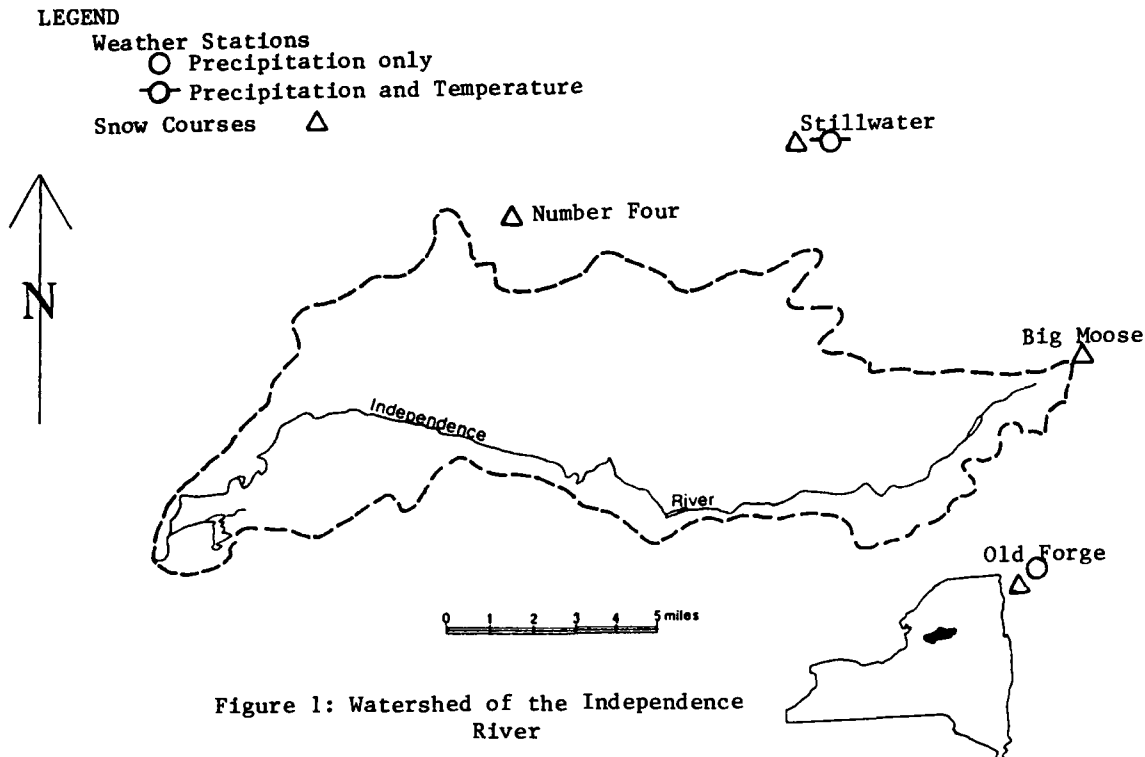 LEGEND
Weather Stations
Precipitation only
Precipitation and Temperature
Snow Courses
Stillwater
Number Four
N
Big Moose
Independence
River
Old Forge
0 1 2 3 4 5 miles
Figure 1: Watershed of the Independence
River